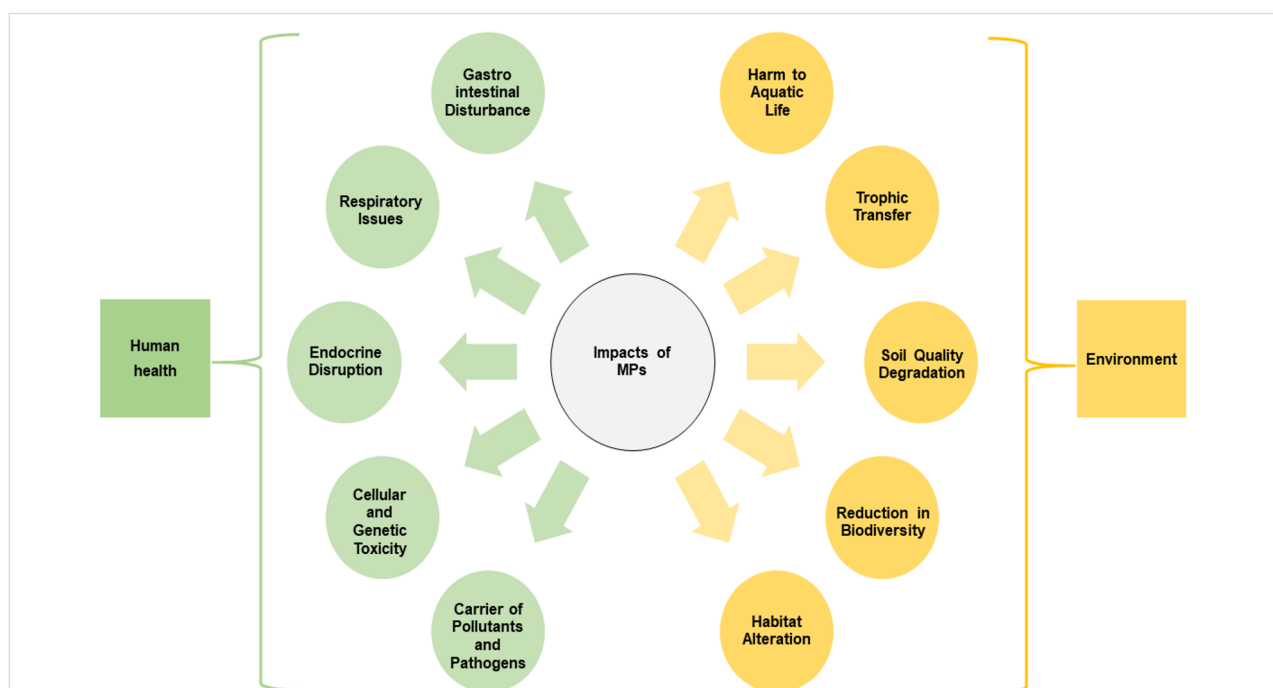 Gastro
intestinal
Disturbance
Harm to
Aquatic
Life
Respiratory
Issues
Trophic
Transfer
Human
health
Endocrine
Disruption
Impacts of
MPs
Soil Quality
Degradation
Environment
Cellular
and
Genetic
Toxicity
Reduction in
Biodiversity
Carrier of
Pollutants
and
Pathogens
Habitat
Alteration